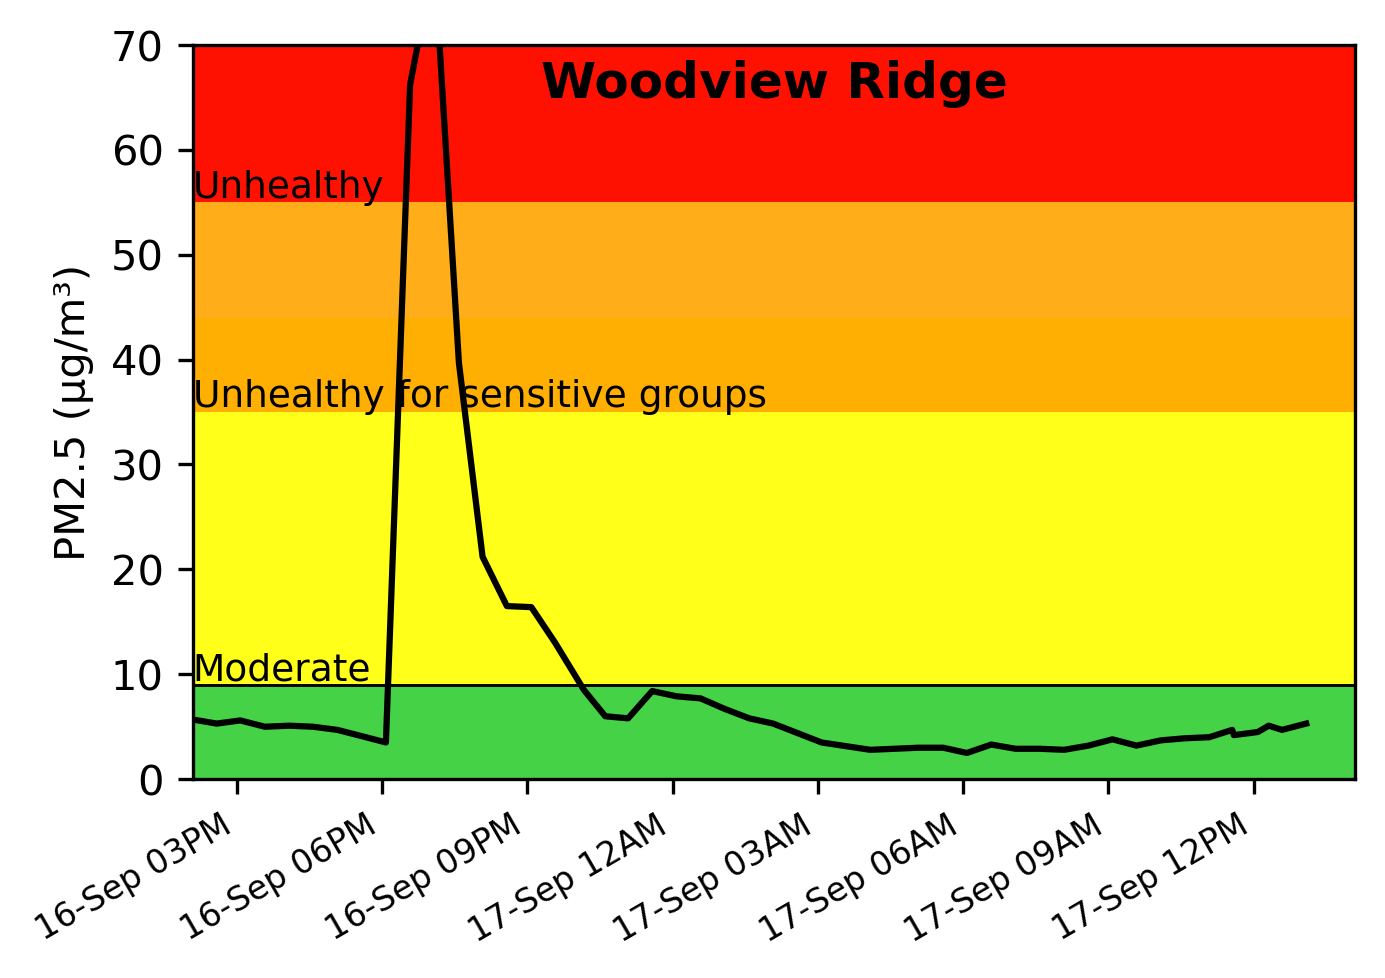 Woodview Ridge
PM2.5 (µg/m³)
70
60
50
40
30
20
10
0
Unhealthy
Unhealthy for sensitive groups
Moderate
16-Sep 03PM
16-Sep 06PM
16-Sep 09PM
17-Sep 12AM
17-Sep 03AM
17-Sep 06AM
17-Sep 09AM
17-Sep 12PM